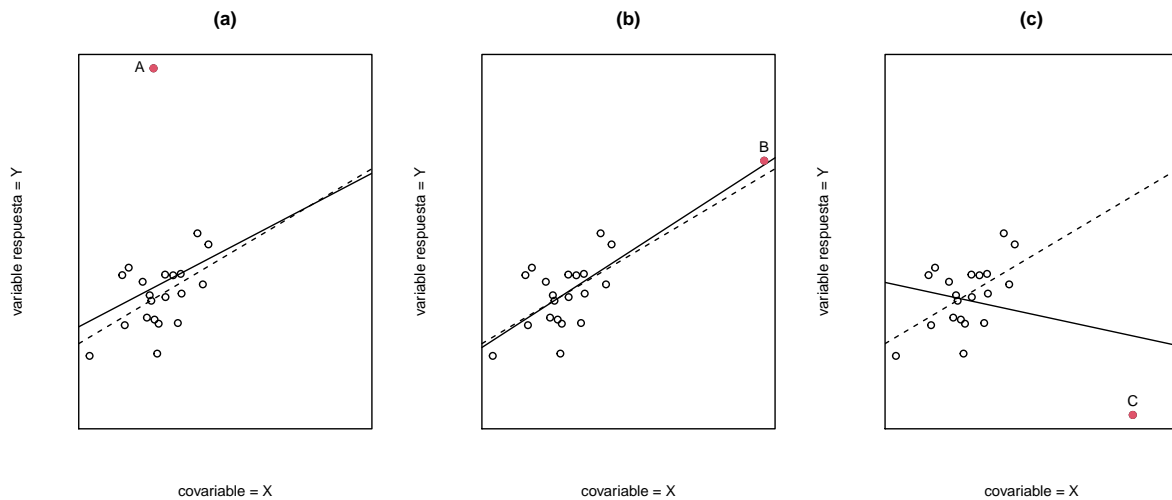 (a)
A
variable respuesta = Y
covariable = X
(b)
B
variable respuesta = Y
covariable = X
(c)
C
variable respuesta = Y
covariable = X